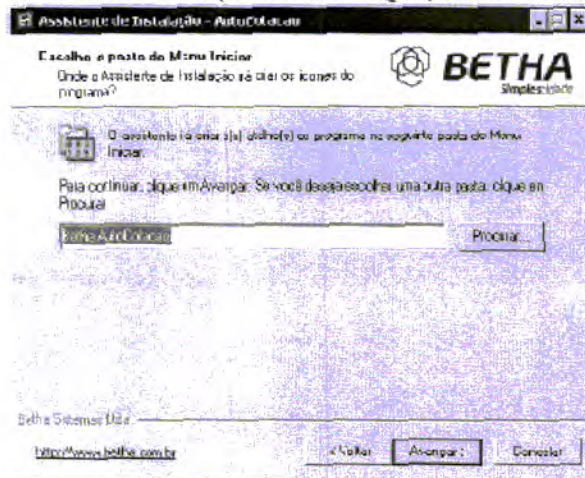 Assistente de Instalação - AutoCotacao
Escolha a pasta do Menu Iniciar
Onde o Assistente de Instalação irá criar os ícones do
programa?
BETHA
Simplescidade
O assistente irá criar o(s) atalho(s) do programa na seguinte pasta do Menu
Iniciar.
Para continuar, clique em Avançar. Se você deseja escolher uma outra pasta, clique em
Procurar.
Betha AutoCotacao
Procurar...
Betha Sistemas Ltda.
http://www.betha.com.br
< Voltar
Avançar >
Cancelar